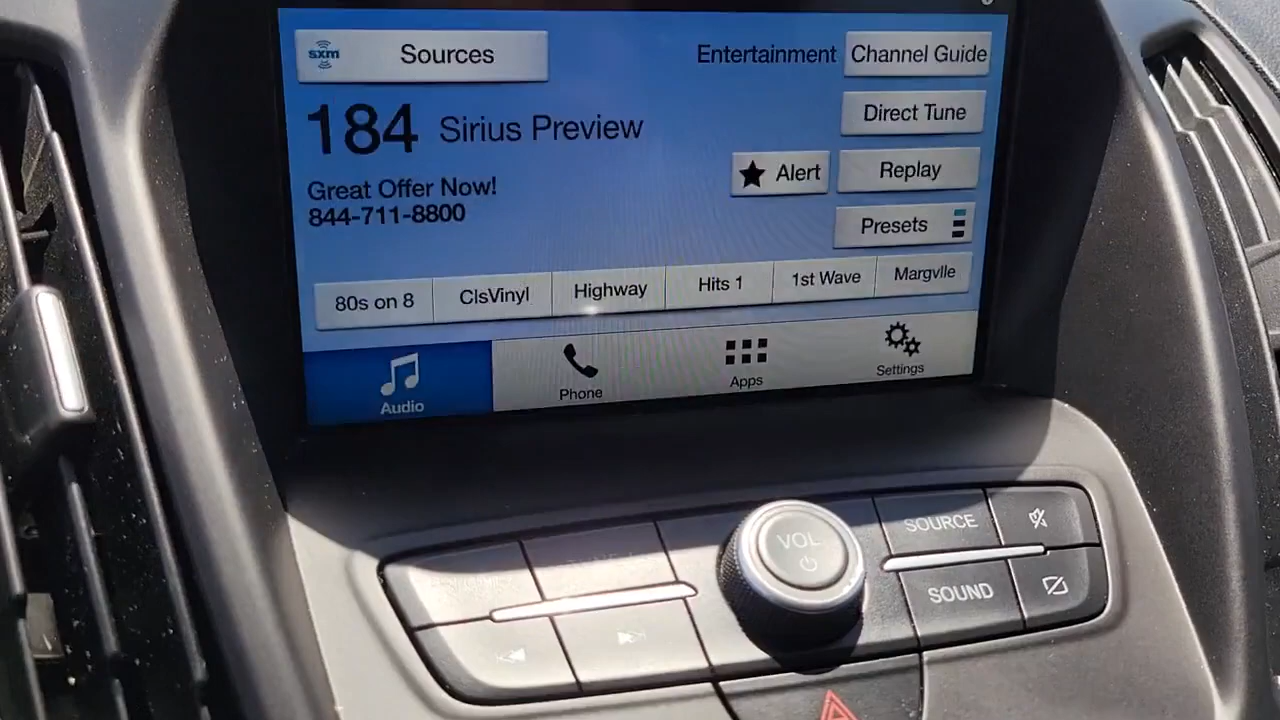 sxm Sources
Entertainment
Channel Guide
184 Sirius Preview
Direct Tune
Great Offer Now!
844-711-8800
Alert
Replay
Presets
80s on 8
ClsVinyl
Highway
Hits 1
1st Wave
Margvlle
Audio
Phone
Apps
Settings
VOL
SOURCE
SOUND